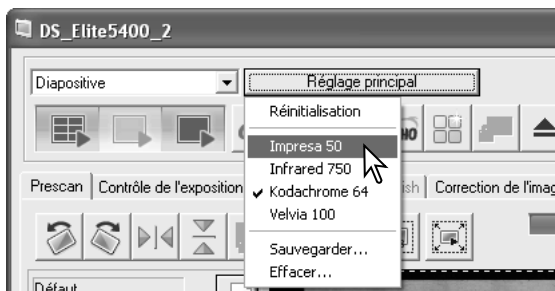 DS_Elite5400_2
Diapositive Réglage principal
Réinitialisation
Impresa 50
Infrared 750
Kodachrome 64
Velvia 100
Sauvegarder...
Effacer...
Prescan Contrôle de l'exposition Correction de l'imag
Défaut